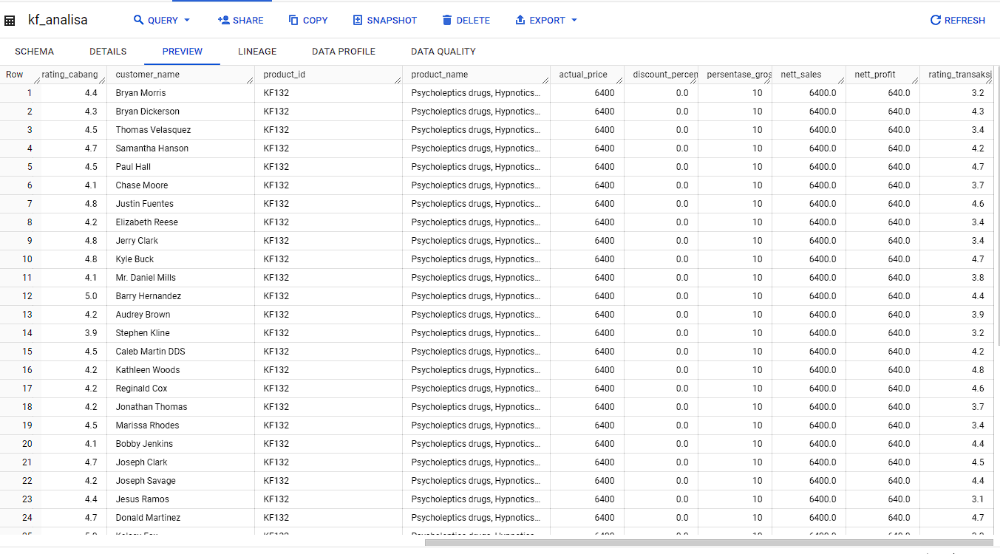 kf_analisa QUERY SHARE COPY SNAPSHOT DELETE EXPORT REFRESH
SCHEMA DETAILS PREVIEW LINEAGE DATA PROFILE DATA QUALITY
Row rating_cabang customer_name product_id product_name actual_price discount_percen persentase_gros nett_sales nett_profit rating_transaksi
1 4.4 Bryan Morris KF132 Psycholeptics drugs, Hypnotics... 6400 0.0 10 6400.0 640.0 3.2
2 4.3 Bryan Dickerson KF132 Psycholeptics drugs, Hypnotics... 6400 0.0 10 6400.0 640.0 4.3
3 4.5 Thomas Velasquez KF132 Psycholeptics drugs, Hypnotics... 6400 0.0 10 6400.0 640.0 3.4
4 4.7 Samantha Hanson KF132 Psycholeptics drugs, Hypnotics... 6400 0.0 10 6400.0 640.0 4.2
5 4.5 Paul Hall KF132 Psycholeptics drugs, Hypnotics... 6400 0.0 10 6400.0 640.0 4.7
6 4.1 Chase Moore KF132 Psycholeptics drugs, Hypnotics... 6400 0.0 10 6400.0 640.0 3.7
7 4.8 Justin Fuentes KF132 Psycholeptics drugs, Hypnotics... 6400 0.0 10 6400.0 640.0 4.6
8 4.2 Elizabeth Reese KF132 Psycholeptics drugs, Hypnotics... 6400 0.0 10 6400.0 640.0 3.4
9 4.8 Jerry Clark KF132 Psycholeptics drugs, Hypnotics... 6400 0.0 10 6400.0 640.0 3.4
10 4.8 Kyle Buck KF132 Psycholeptics drugs, Hypnotics... 6400 0.0 10 6400.0 640.0 4.7
11 4.1 Mr. Daniel Mills KF132 Psycholeptics drugs, Hypnotics... 6400 0.0 10 6400.0 640.0 3.8
12 5.0 Barry Hernandez KF132 Psycholeptics drugs, Hypnotics... 6400 0.0 10 6400.0 640.0 4.4
13 4.2 Audrey Brown KF132 Psycholeptics drugs, Hypnotics... 6400 0.0 10 6400.0 640.0 3.9
14 3.9 Stephen Kline KF132 Psycholeptics drugs, Hypnotics... 6400 0.0 10 6400.0 640.0 3.2
15 4.5 Caleb Martin DDS KF132 Psycholeptics drugs, Hypnotics... 6400 0.0 10 6400.0 640.0 4.2
16 4.2 Kathleen Woods KF132 Psycholeptics drugs, Hypnotics... 6400 0.0 10 6400.0 640.0 4.8
17 4.2 Reginald Cox KF132 Psycholeptics drugs, Hypnotics... 6400 0.0 10 6400.0 640.0 4.6
18 4.2 Jonathan Thomas KF132 Psycholeptics drugs, Hypnotics... 6400 0.0 10 6400.0 640.0 3.7
19 4.5 Marissa Rhodes KF132 Psycholeptics drugs, Hypnotics... 6400 0.0 10 6400.0 640.0 3.4
20 4.1 Bobby Jenkins KF132 Psycholeptics drugs, Hypnotics... 6400 0.0 10 6400.0 640.0 4.4
21 4.7 Joseph Clark KF132 Psycholeptics drugs, Hypnotics... 6400 0.0 10 6400.0 640.0 4.5
22 4.2 Joseph Savage KF132 Psycholeptics drugs, Hypnotics... 6400 0.0 10 6400.0 640.0 4.4
23 4.4 Jesus Ramos KF132 Psycholeptics drugs, Hypnotics... 6400 0.0 10 6400.0 640.0 3.1
24 4.7 Donald Martinez KF132 Psycholeptics drugs, Hypnotics... 6400 0.0 10 6400.0 640.0 4.7